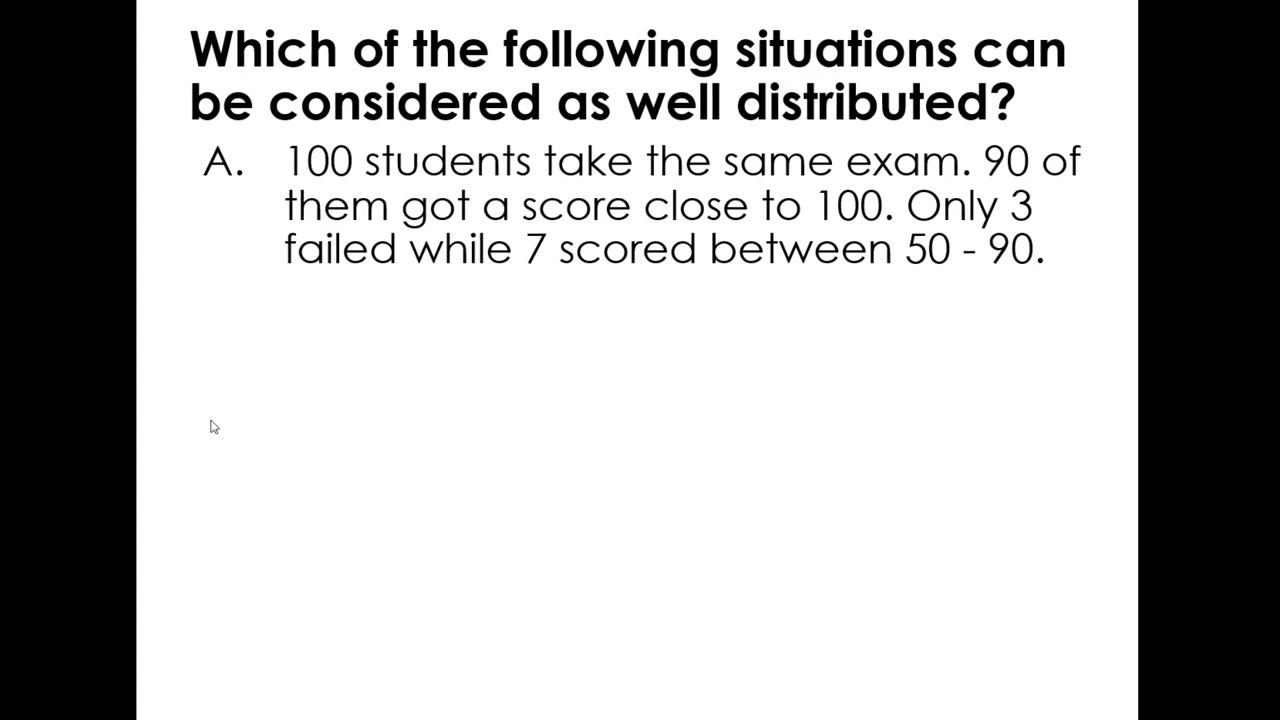 Which of the following situations can
be considered as well distributed?
A. 100 students take the same exam. 90 of
them got a score close to 100. Only 3
failed while 7 scored between 50 - 90.